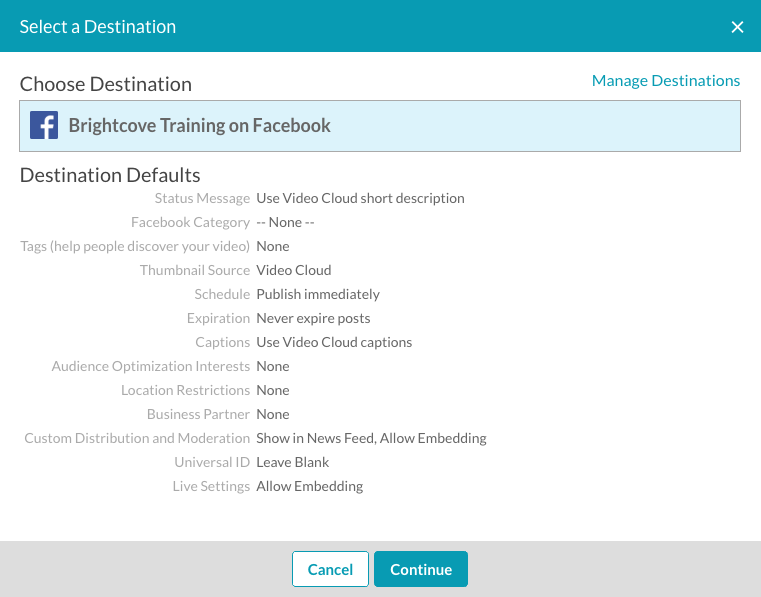 Select a Destination
Choose Destination
Manage Destinations
Brightcove Training on Facebook
Destination Defaults
Status Message Use Video Cloud short description
Facebook Category -- None --
Tags (help people discover your video) None
Thumbnail Source Video Cloud
Schedule Publish immediately
Expiration Never expire posts
Captions Use Video Cloud captions
Audience Optimization Interests None
Location Restrictions None
Business Partner None
Custom Distribution and Moderation Show in News Feed, Allow Embedding
Universal ID Leave Blank
Live Settings Allow Embedding
Cancel Continue